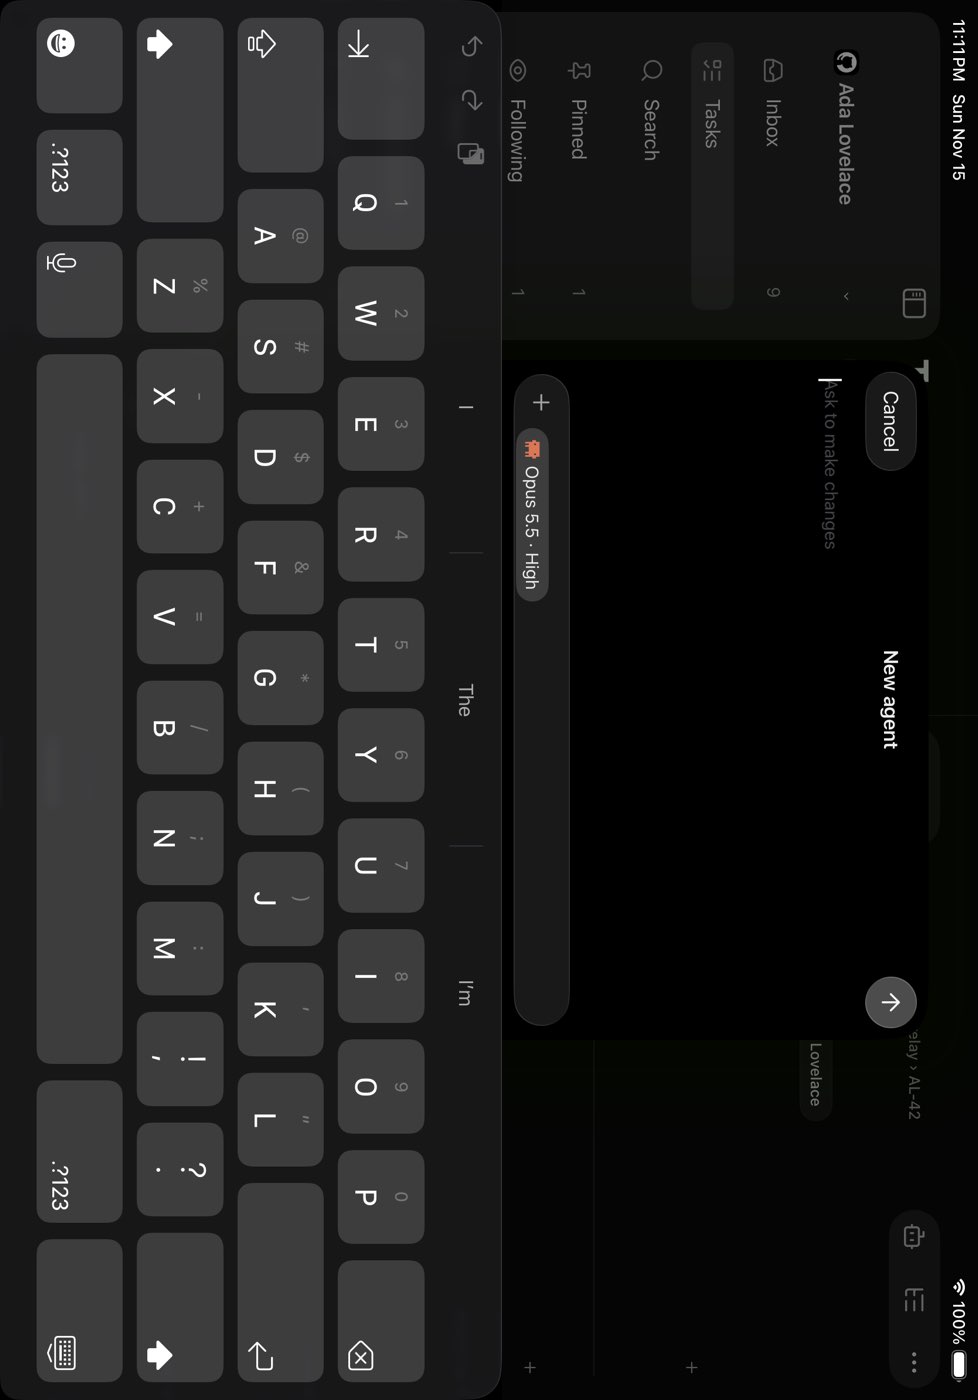 11:11 PM Sun Nov 15
100%
Cancel
New agent
elay › AL-42
Ada Lovelace
Ask to make changes
Lovelace
Inbox 9
Tasks
Search
Pinned 1
Following 1
Opus 5.5 · High
I
The
I'm
1 2 3 4 5 6 7 8 9 0
Q W E R T Y U I O P
@ # $ & * ( ) ' "
A S D F G H J K L
% - + = / ; : ! ?
Z X C V B N M , .
.?123
.?123